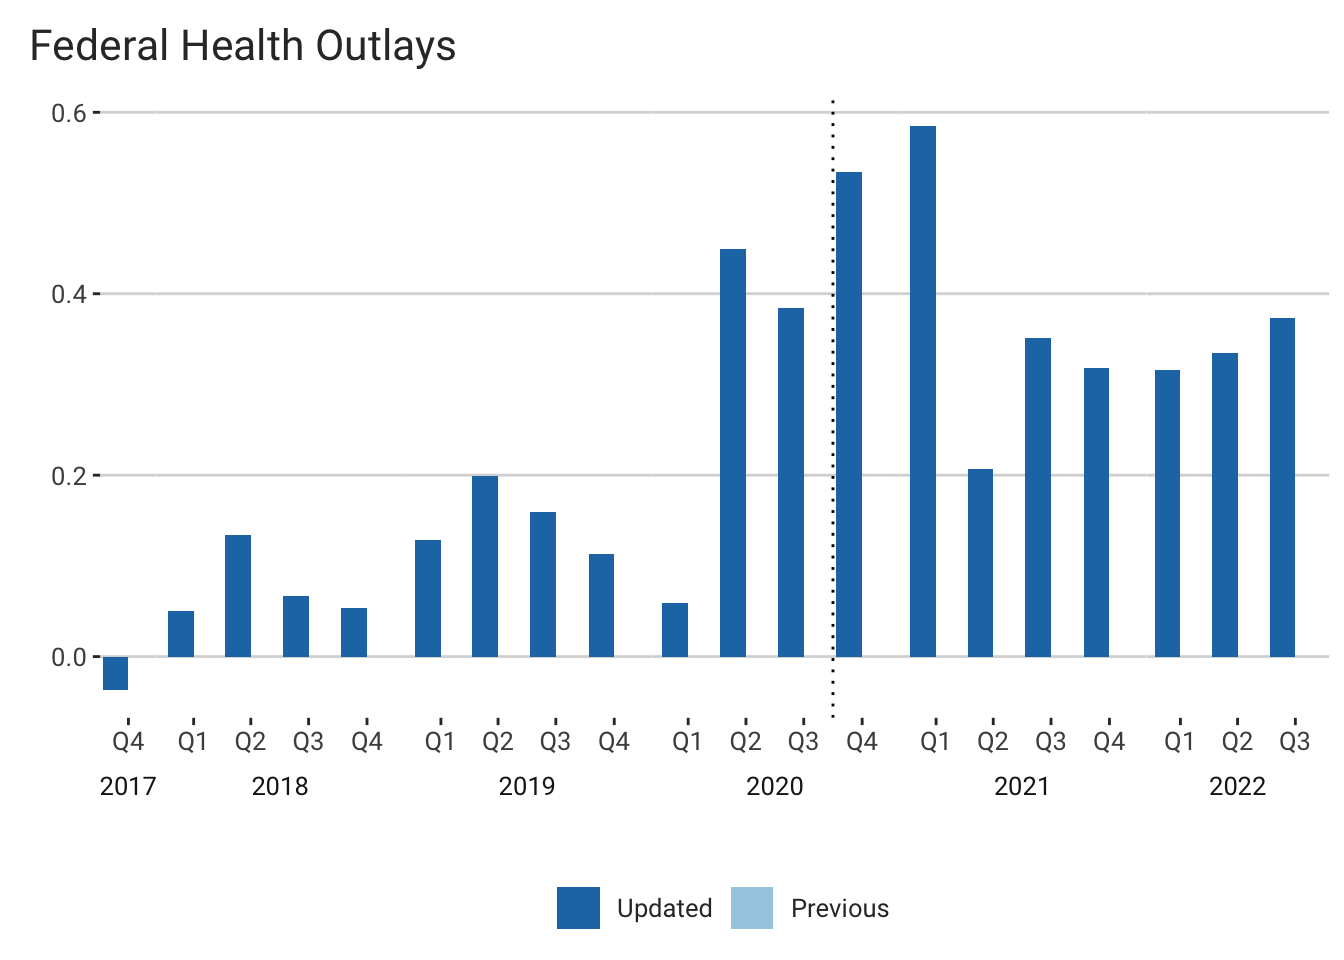 Federal Health Outlays
0.6
0.4
0.2
0.0
Q4 Q1 Q2 Q3 Q4 Q1 Q2 Q3 Q4 Q1 Q2 Q3 Q4 Q1 Q2 Q3 Q4 Q1 Q2 Q3
2017 2018 2019 2020 2021 2022
Updated Previous